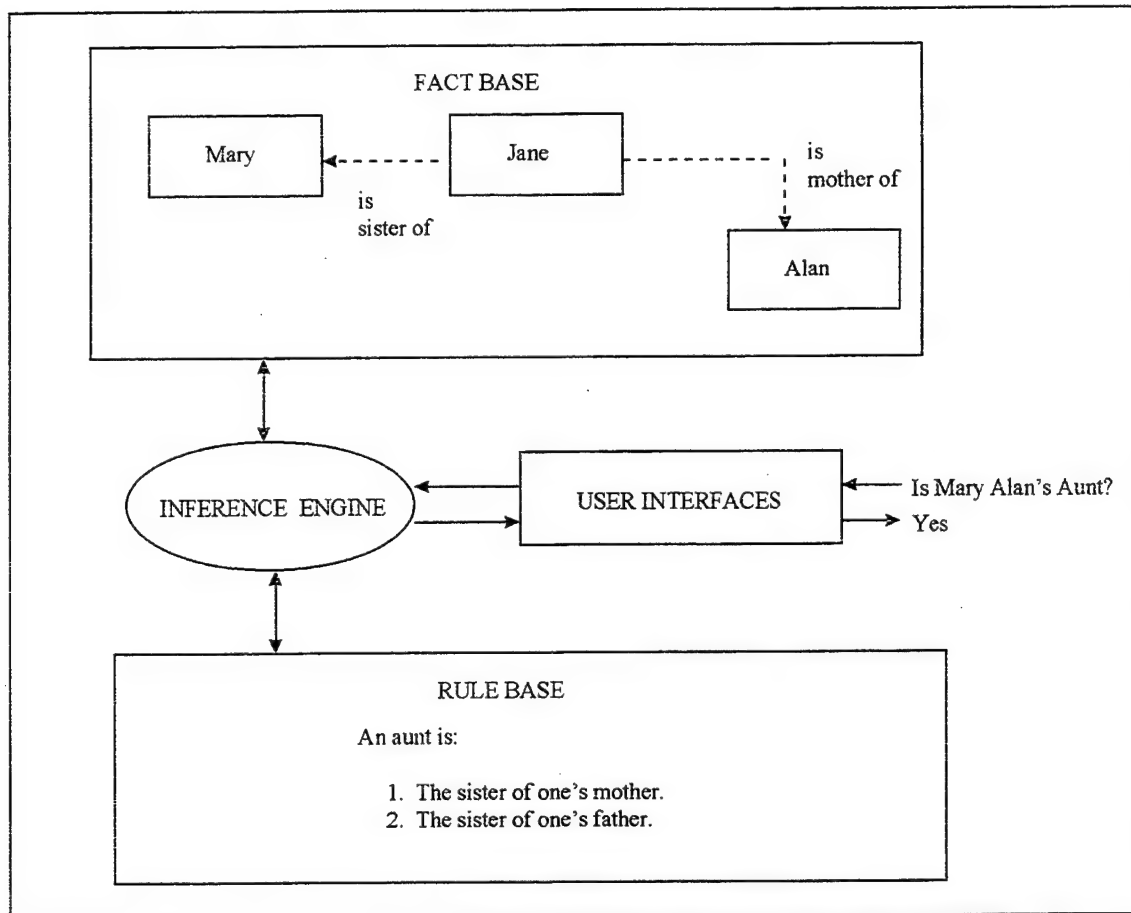 FACT BASE
Mary
Jane
is
sister of
is
mother of
Alan
INFERENCE ENGINE
USER INTERFACES
Is Mary Alan's Aunt?
Yes
RULE BASE
An aunt is:
1. The sister of one's mother.
2. The sister of one's father.